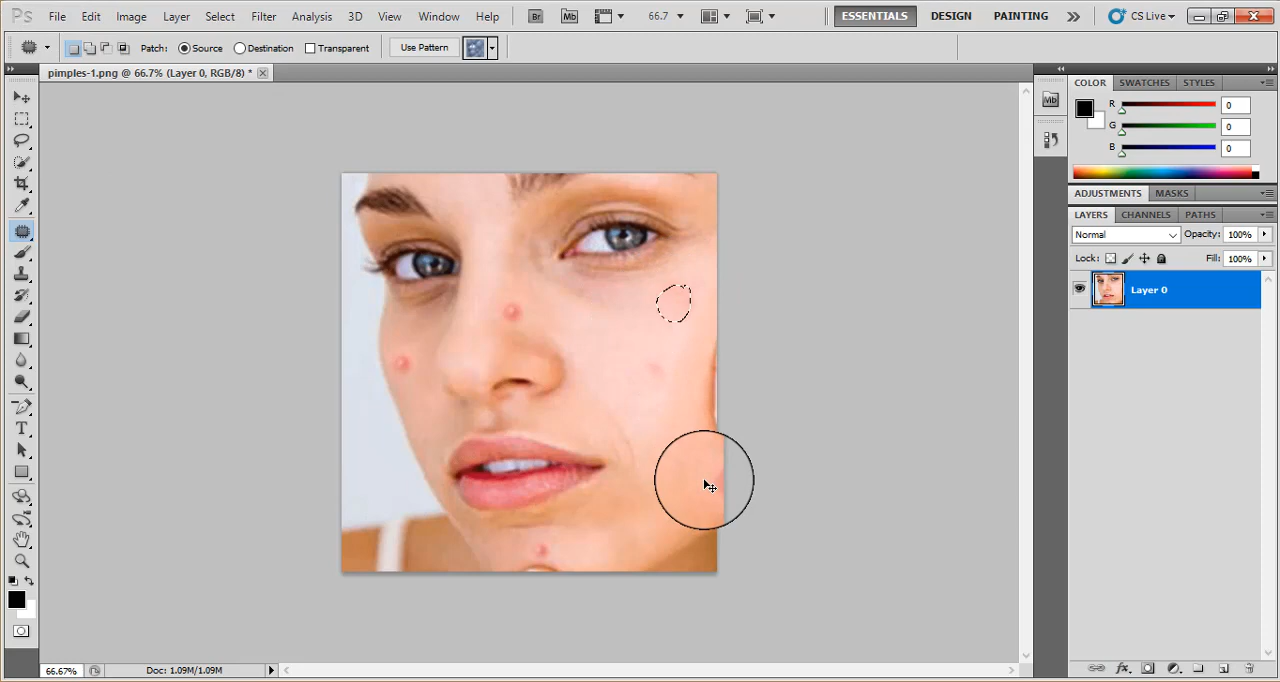 Ps File Edit Image Layer Select Filter Analysis 3D View Window Help Br Mb 66.7 ESSENTIALS DESIGN PAINTING CS Live
Patch: Source Destination Transparent Use Pattern
pimples-1.png @ 66.7% (Layer 0, RGB/8) *
Mb
COLOR SWATCHES STYLES
R 0
G 0
B 0
ADJUSTMENTS MASKS
LAYERS CHANNELS PATHS
Normal Opacity: 100%
Lock: Fill: 100%
Layer 0
T
66.67% Doc: 1.09M/1.09M
fx